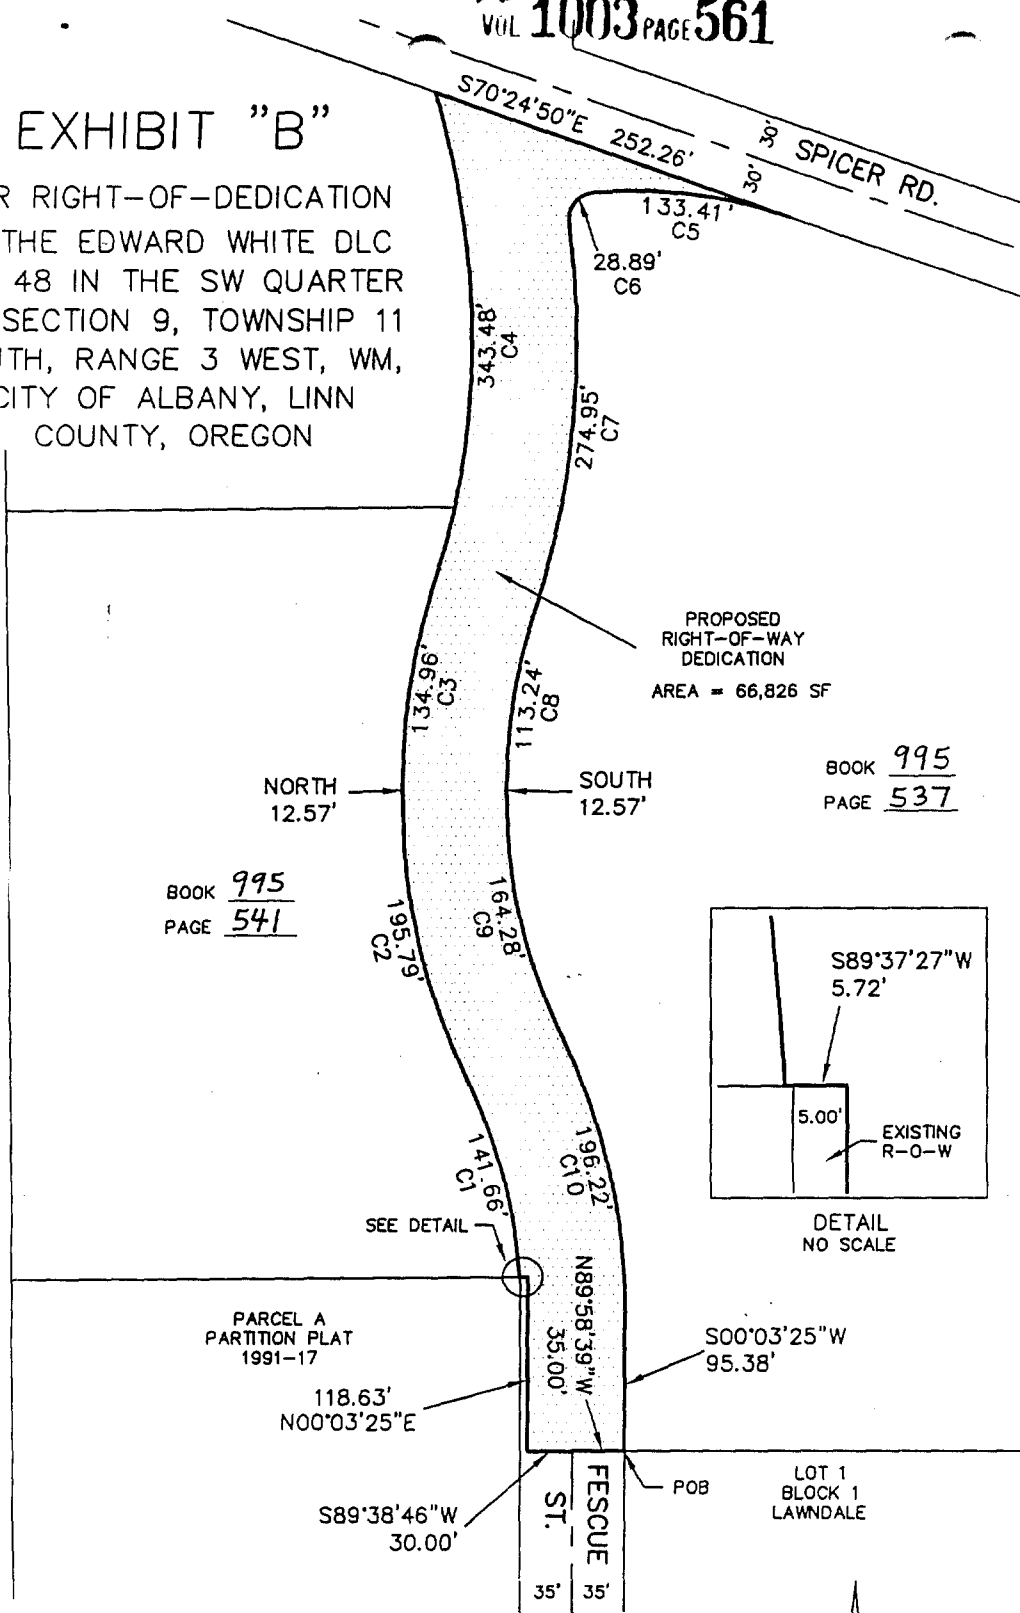 VOL 1003 PAGE 561
EXHIBIT "B"
R RIGHT-OF-DEDICATION
THE EDWARD WHITE DLC
48 IN THE SW QUARTER
SECTION 9, TOWNSHIP 11
TH, RANGE 3 WEST, WM,
CITY OF ALBANY, LINN
COUNTY, OREGON
S70°24'50"E 252.26'
30'
30'
SPICER RD.
133.41'
C5
28.89'
C6
343.48'
C4
274.95'
C7
PROPOSED
RIGHT-OF-WAY
DEDICATION
AREA = 66,826 SF
134.96'
C3
113.24'
C8
NORTH
12.57'
SOUTH
12.57'
BOOK 995
PAGE 537
BOOK 995
PAGE 541
195.79'
C2
164.28'
C9
S89°37'27"W
5.72'
5.00'
EXISTING
R-O-W
DETAIL
NO SCALE
141.66'
C1
196.22'
C10
SEE DETAIL
PARCEL A
PARTITION PLAT
1991-17
N89°58'39"W
35.00'
S00°03'25"W
95.38'
118.63'
N00°03'25"E
S89°38'46"W
30.00'
POB
LOT 1
BLOCK 1
LAWNDALE
FESCUE
ST.
35'
35'